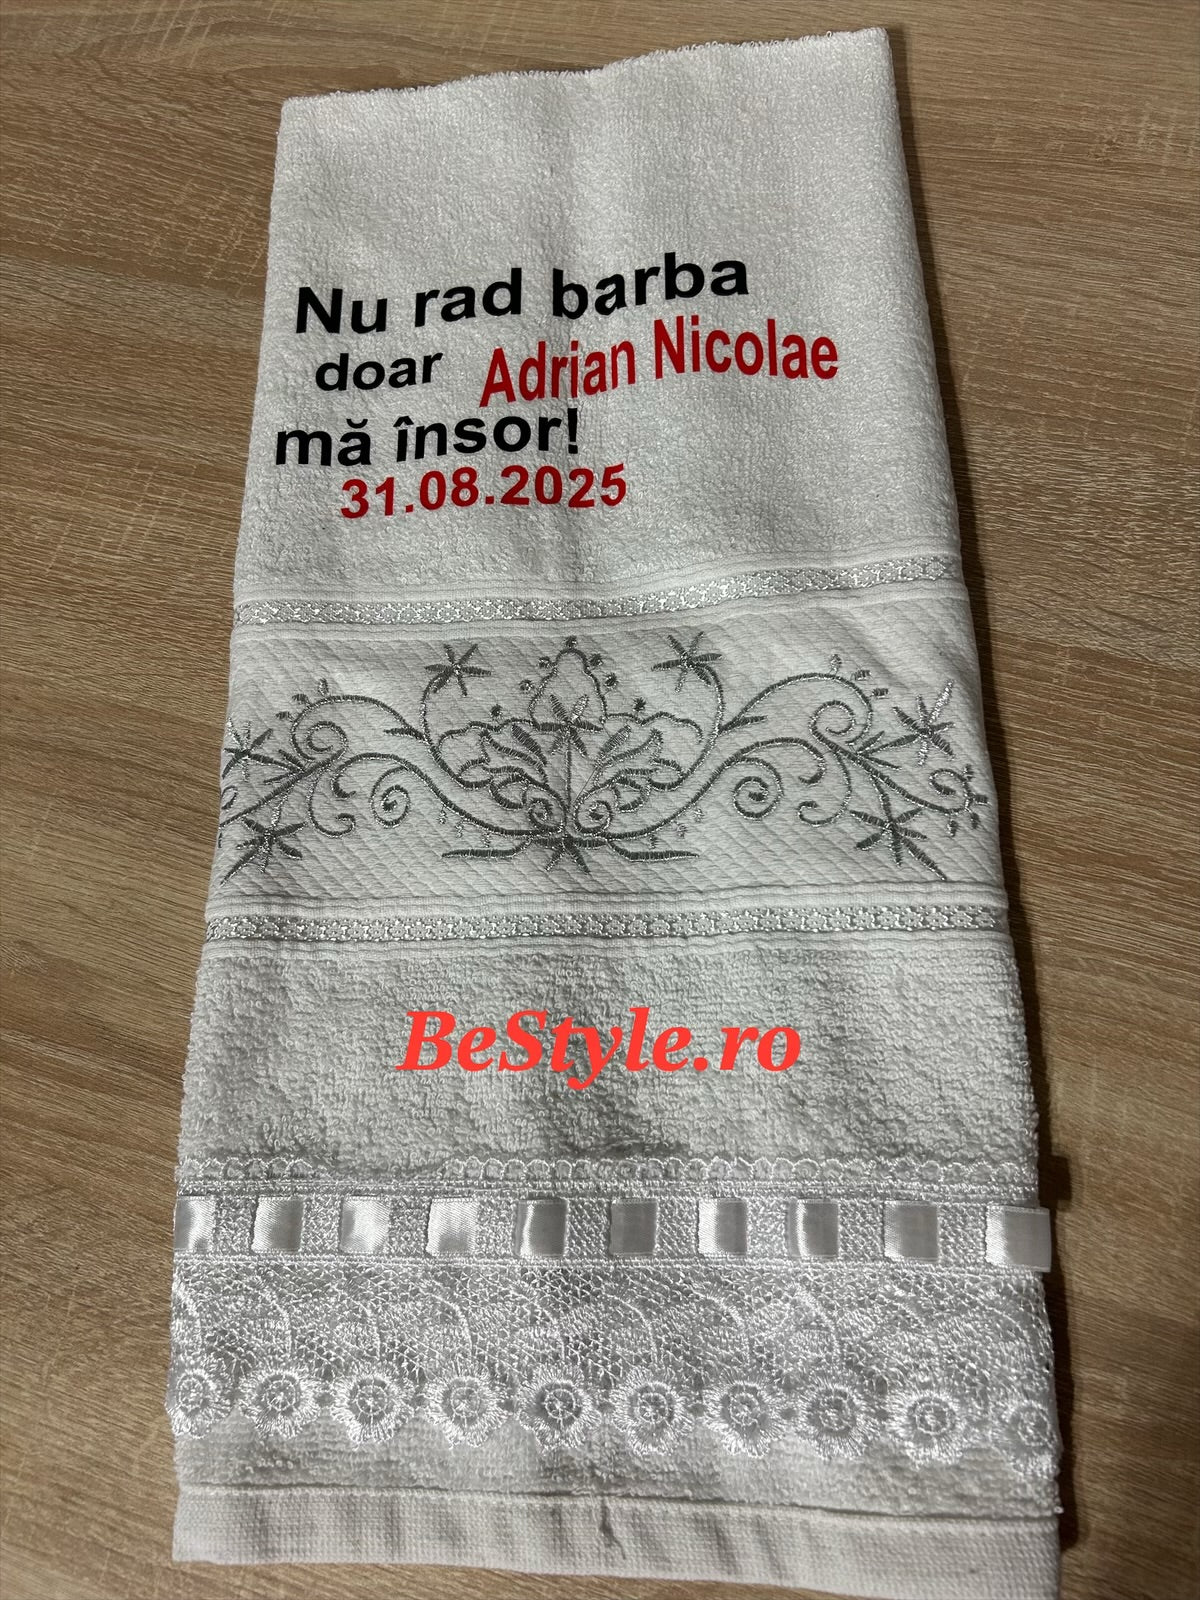 Nu rad barba
doar Adrian Nicolae
mă însor!
31.08.2025
BeStyle.ro